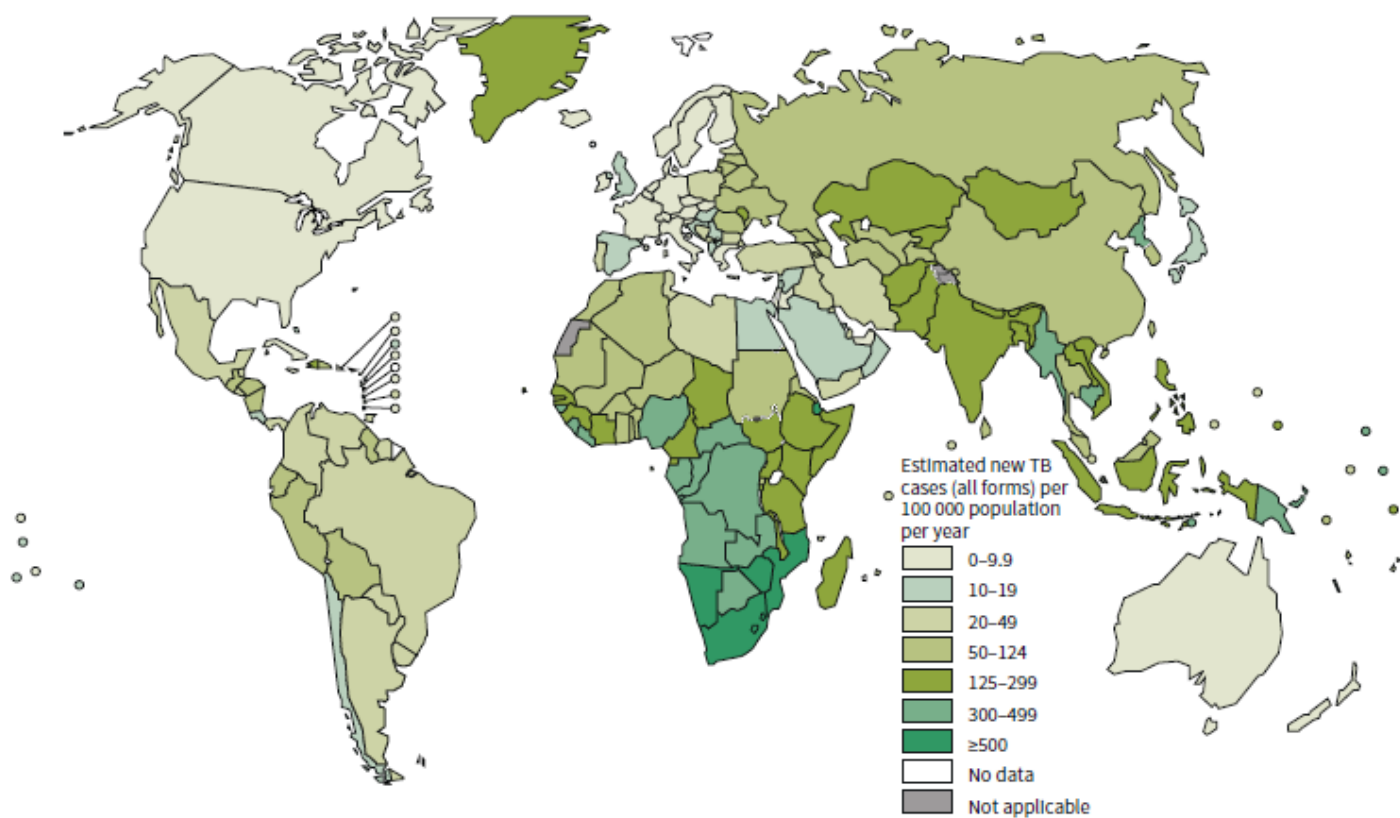 Estimated new TB
cases (all forms) per
100 000 population
per year
0–9.9
10–19
20–49
50–124
125–299
300–499
≥500
No data
Not applicable